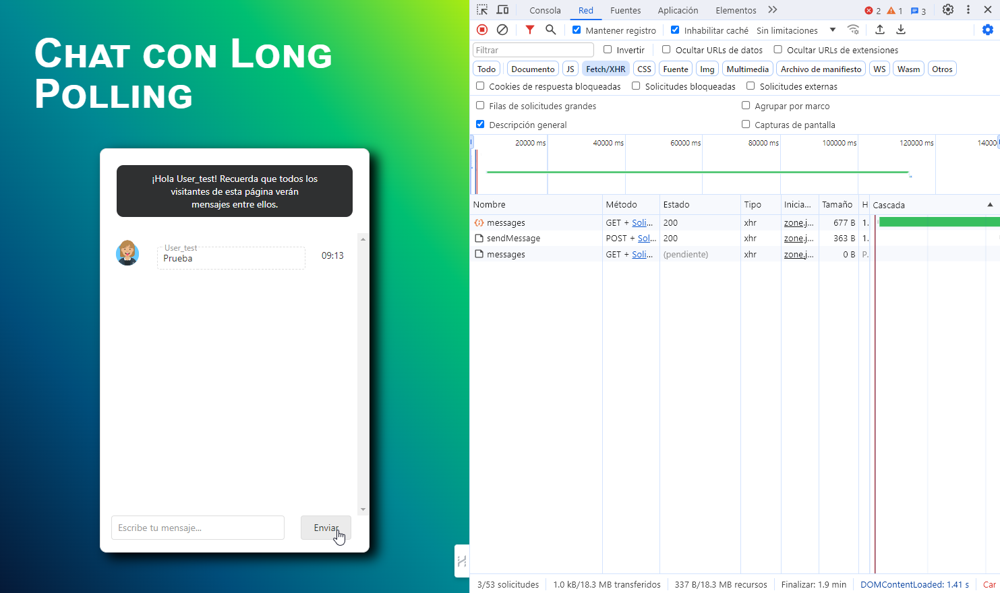 Chat con Long
Polling
¡Hola User_test! Recuerda que todos los
visitantes de esta página verán
mensajes entre ellos.
User_test
Prueba
09:13
Escribe tu mensaje...
Enviar
Consola Red Fuentes Aplicación Elementos 2 1 3
Mantener registro Inhabilitar caché Sin limitaciones
Filtrar Invertir Ocultar URLs de datos Ocultar URLs de extensiones
Todo Documento JS Fetch/XHR CSS Fuente Img Multimedia Archivo de manifiesto WS Wasm Otros
Cookies de respuesta bloqueadas Solicitudes bloqueadas Solicitudes externas
Filas de solicitudes grandes Agrupar por marco
Descripción general Capturas de pantalla
20000 ms 40000 ms 60000 ms 80000 ms 100000 ms 120000 ms 14000
Nombre Método Estado Tipo Inicia... Tamaño H Cascada
messages GET + Soli... 200 xhr zone.j... 677 B 1.
sendMessage POST + Sol... 200 xhr zone.j... 363 B 1.
messages GET + Soli... (pendiente) xhr zone.j... 0 B P.
3/53 solicitudes 1.0 kB/18.3 MB transferidos 337 B/18.3 MB recursos Finalizar: 1.9 min DOMContentLoaded: 1.41 s Car